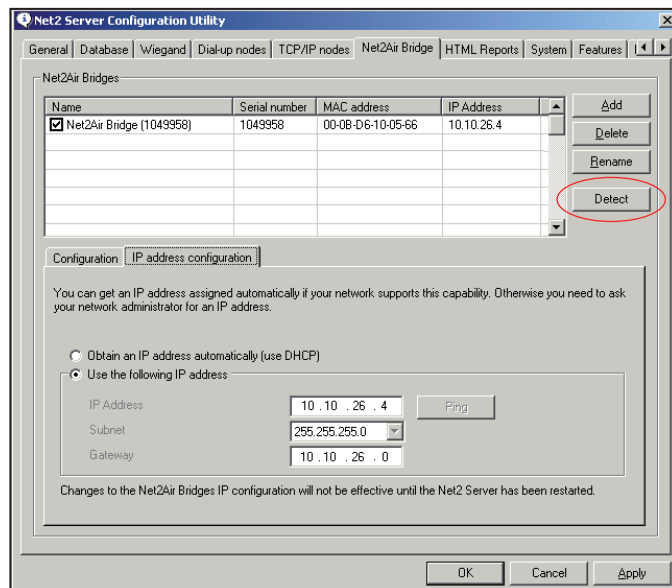 Net2 Server Configuration Utility
General Database Wiegand Dial-up nodes TCP/IP nodes Net2Air Bridge HTML Reports System Features
Net2Air Bridges
Name Serial number MAC address IP Address
Net2Air Bridge (1049958) 1049958 00-0B-D6-10-05-66 10.10.26.4
Add
Delete
Rename
Detect
Configuration IP address configuration
You can get an IP address assigned automatically if your network supports this capability. Otherwise you need to ask
your network administrator for an IP address.
Obtain an IP address automatically (use DHCP)
Use the following IP address
IP Address 10 . 10 . 26 . 4 Ping
Subnet 255.255.255.0
Gateway 10 . 10 . 26 . 0
Changes to the Net2Air Bridges IP configuration will not be effective until the Net2 Server has been restarted.
OK Cancel Apply